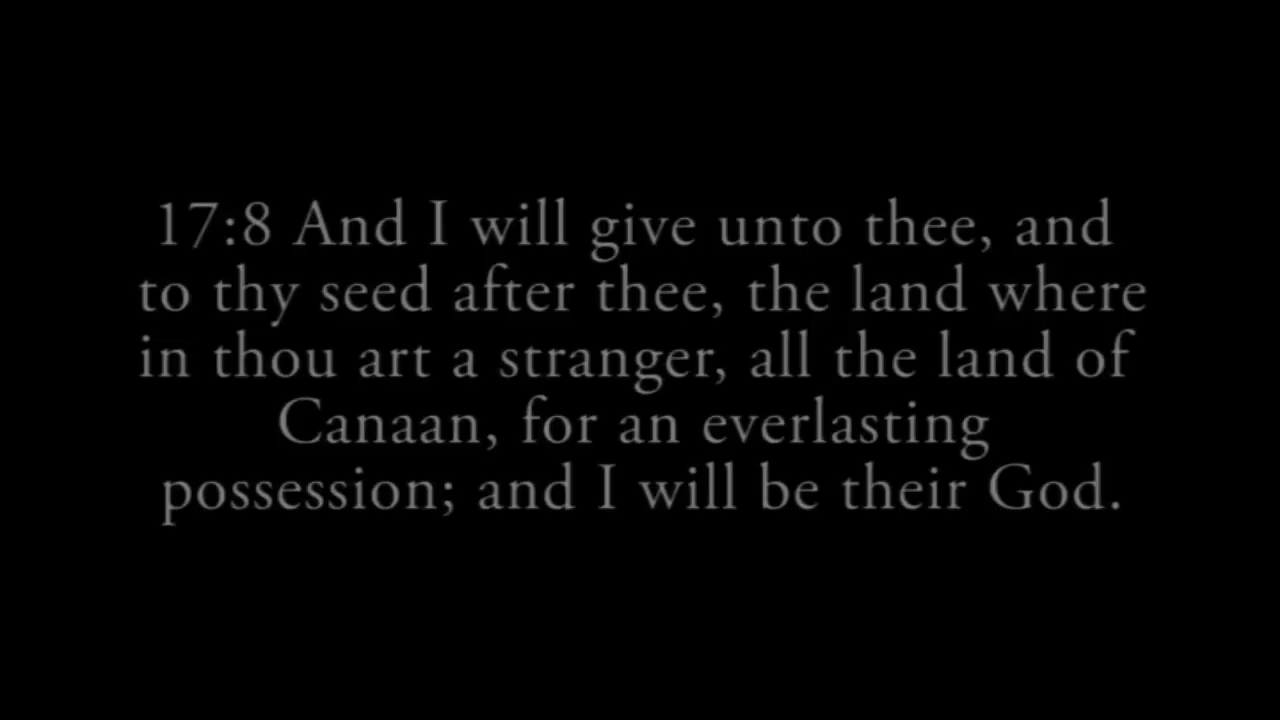 17:8 And I will give unto thee, and
to thy seed after thee, the land where
in thou art a stranger, all the land of
Canaan, for an everlasting
possession; and I will be their God.